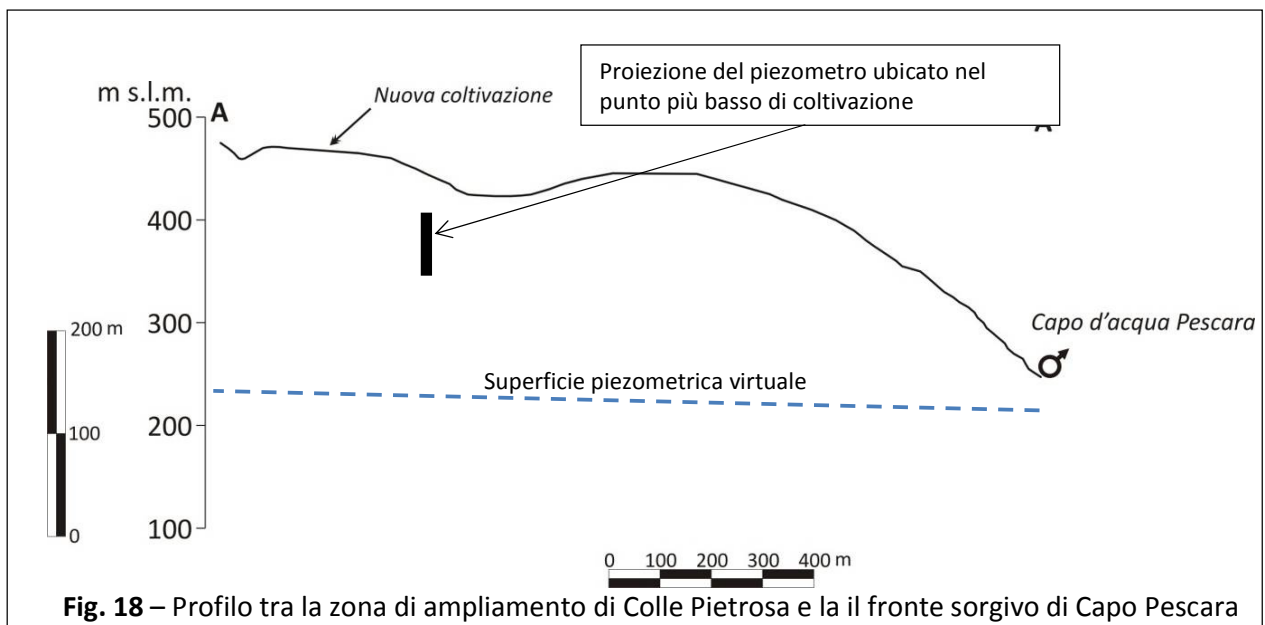 Proiezione del piezometro ubicato nel
punto più basso di coltivazione
m s.l.m.
A
Nuova coltivazione
500
400
300
200
100
200 m
100
0
Capo d'acqua Pescara
Superficie piezometrica virtuale
0 100 200 300 400 m
Fig. 18 – Profilo tra la zona di ampliamento di Colle Pietrosa e la il fronte sorgivo di Capo Pescara